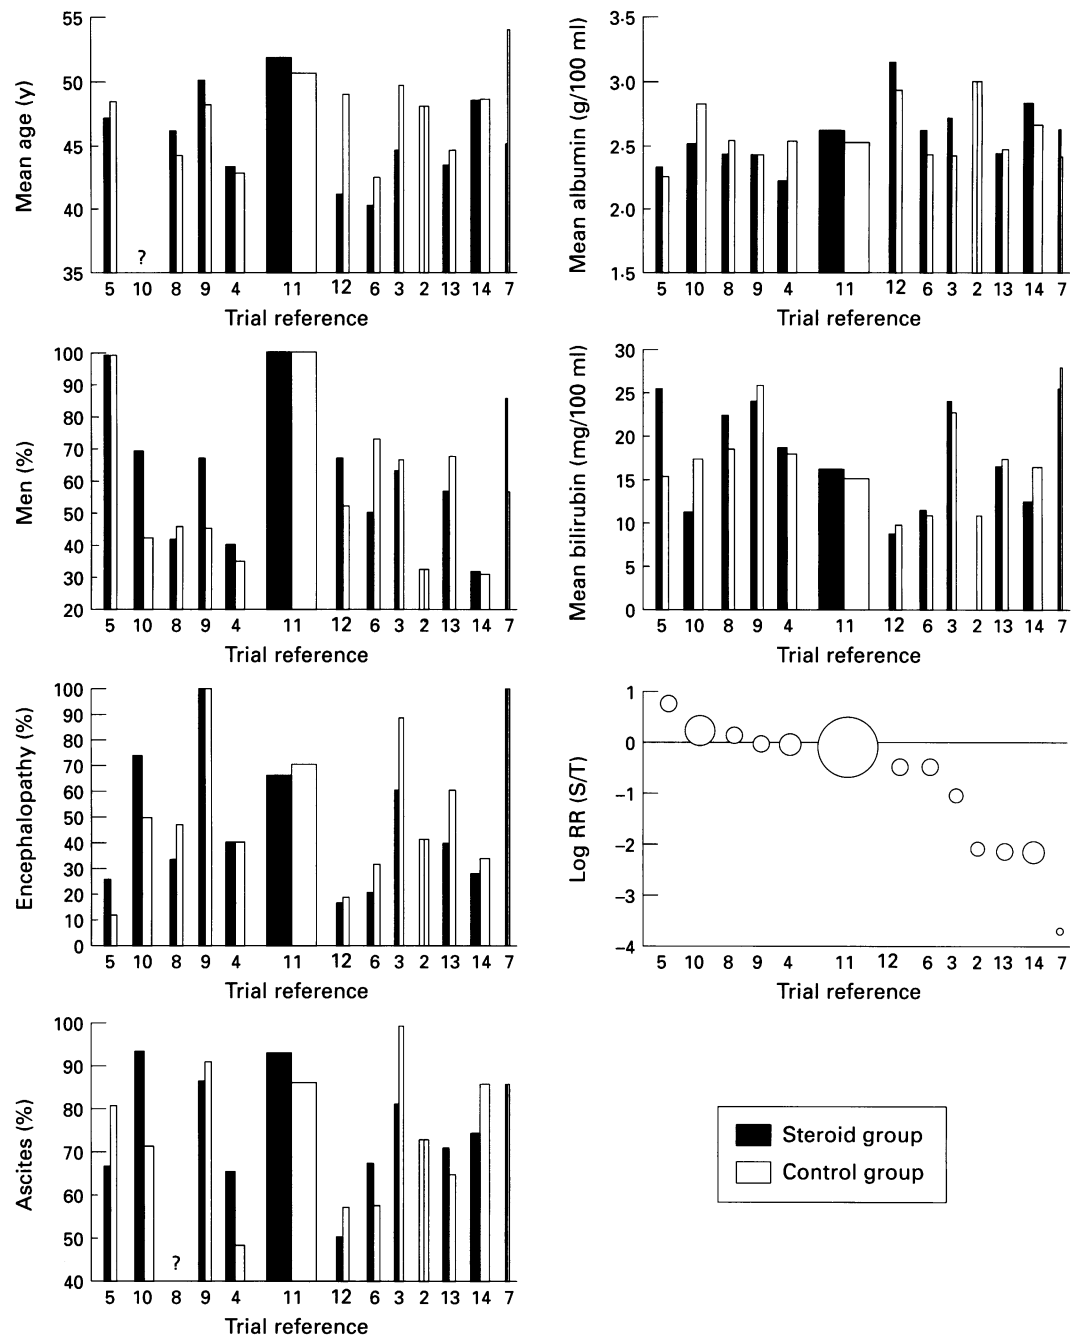 Mean age (y)
55
50
45
40
35
?
5 10 8 9 4 11 12 6 3 2 13 14 7
Trial reference
Mean albumin (g/100 ml)
3·5
3·0
2·5
2·0
1·5
5 10 8 9 4 11 12 6 3 2 13 14 7
Trial reference
Men (%)
100
90
80
70
60
50
40
30
20
5 10 8 9 4 11 12 6 3 2 13 14 7
Trial reference
Mean bilirubin (mg/100 ml)
30
25
20
15
10
5
0
5 10 8 9 4 11 12 6 3 2 13 14 7
Trial reference
Encephalopathy (%)
100
90
80
70
60
50
40
30
20
10
0
5 10 8 9 4 11 12 6 3 2 13 14 7
Trial reference
Log RR (S/T)
1
0
−1
−2
−3
−4
5 10 8 9 4 11 12 6 3 2 13 14 7
Trial reference
Ascites (%)
100
90
80
70
60
50
40
?
5 10 8 9 4 11 12 6 3 2 13 14 7
Trial reference
Steroid group
Control group